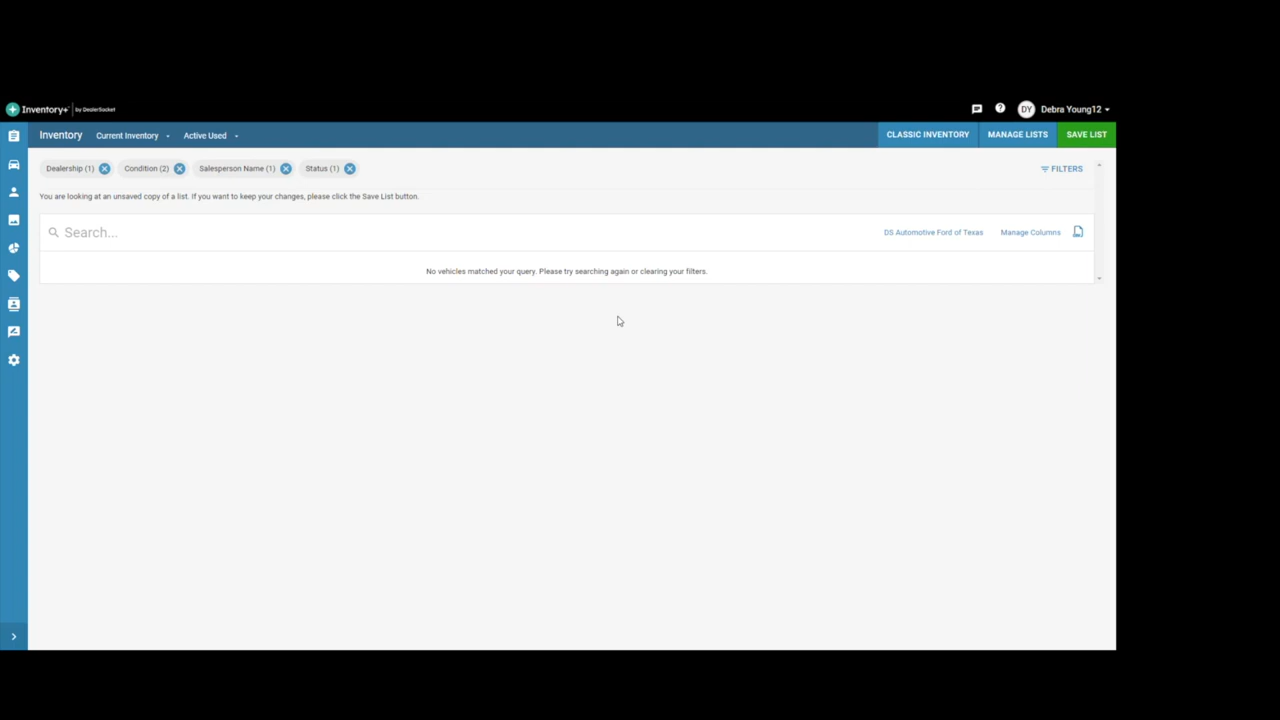 Inventory+ by DealerSocket
DY Debra Young12
Inventory Current Inventory Active Used CLASSIC INVENTORY MANAGE LISTS SAVE LIST
Dealership (1) Condition (2) Salesperson Name (1) Status (1) FILTERS
You are looking at an unsaved copy of a list. If you want to keep your changes, please click the Save List button.
Search... DS Automotive Ford of Texas Manage Columns
No vehicles matched your query. Please try searching again or clearing your filters.